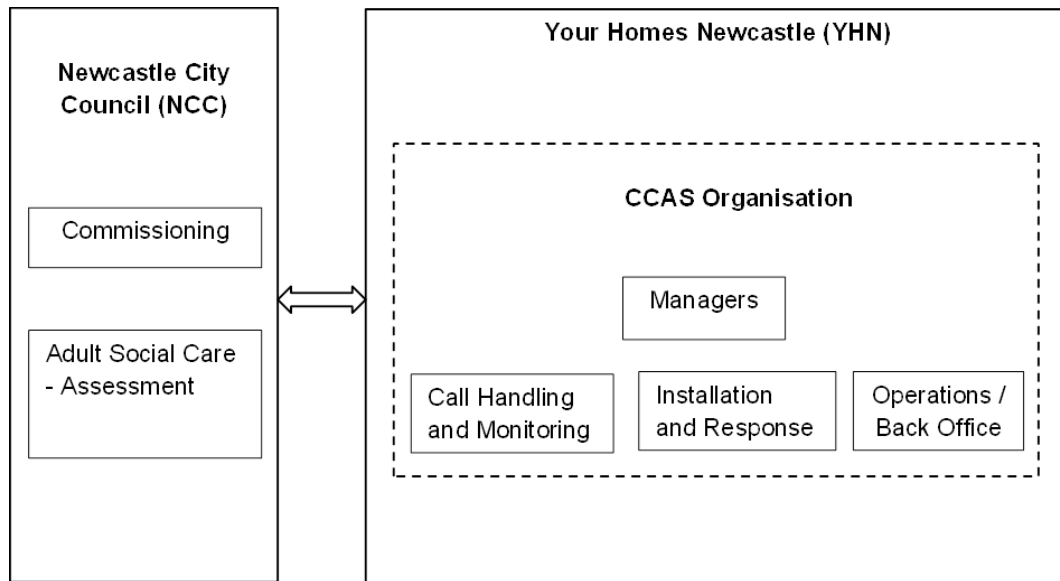 Newcastle City
Council (NCC)
Commissioning
Adult Social Care
- Assessment
Your Homes Newcastle (YHN)
CCAS Organisation
Managers
Call Handling
and Monitoring
Installation
and Response
Operations /
Back Office